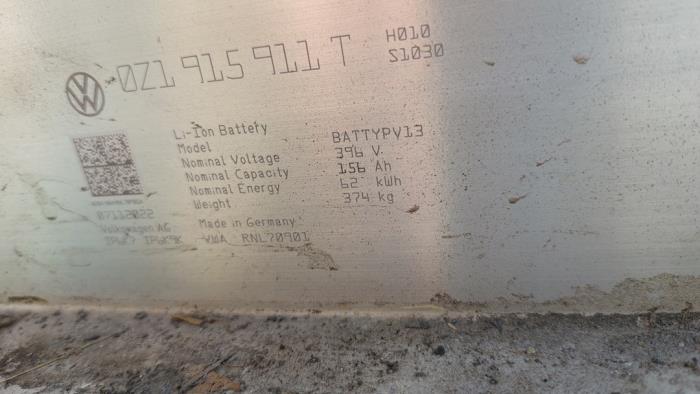 0Z1 915 911 T H010
S1030
Li-Ion Battery
Model BATTYPV13
Nominal Voltage 396 V
Nominal Capacity 156 Ah
Nominal Energy 62 kWh
Weight 374 kg
07112022
Volkswagen AG Made in Germany
RNL70901